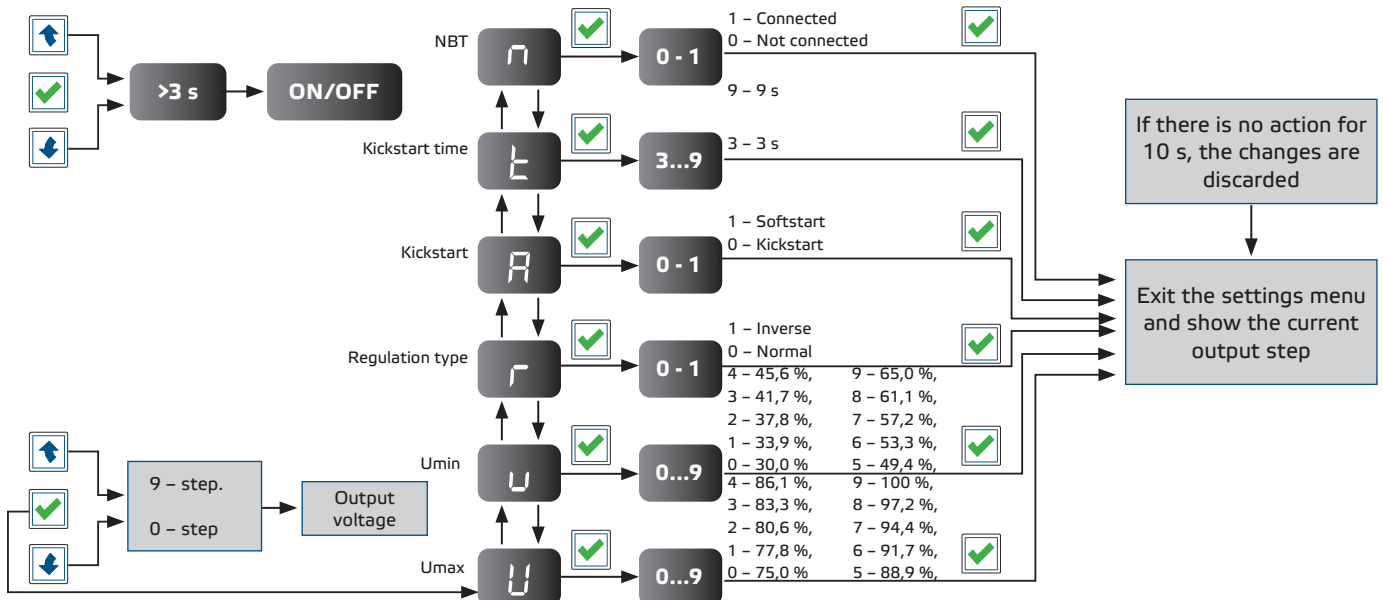 >3 s
ON/OFF
NBT
n
0 - 1
1 – Connected
0 – Not connected
9 – 9 s
Kickstart time
t
3...9
3 – 3 s
Kickstart
A
0 - 1
1 – Softstart
0 – Kickstart
Regulation type
r
0 - 1
1 – Inverse
0 – Normal
Umin
u
0...9
4 – 45,6 %, 9 – 65,0 %,
3 – 41,7 %, 8 – 61,1 %,
2 – 37,8 %, 7 – 57,2 %,
1 – 33,9 %, 6 – 53,3 %,
0 – 30,0 % 5 – 49,4 %,
Umax
U
0...9
4 – 86,1 %, 9 – 100 %,
3 – 83,3 %, 8 – 97,2 %,
2 – 80,6 %, 7 – 94,4 %,
1 – 77,8 %, 6 – 91,7 %,
0 – 75,0 % 5 – 88,9 %,
9 – step.
0 – step
Output
voltage
If there is no action for
10 s, the changes are
discarded
Exit the settings menu
and show the current
output step